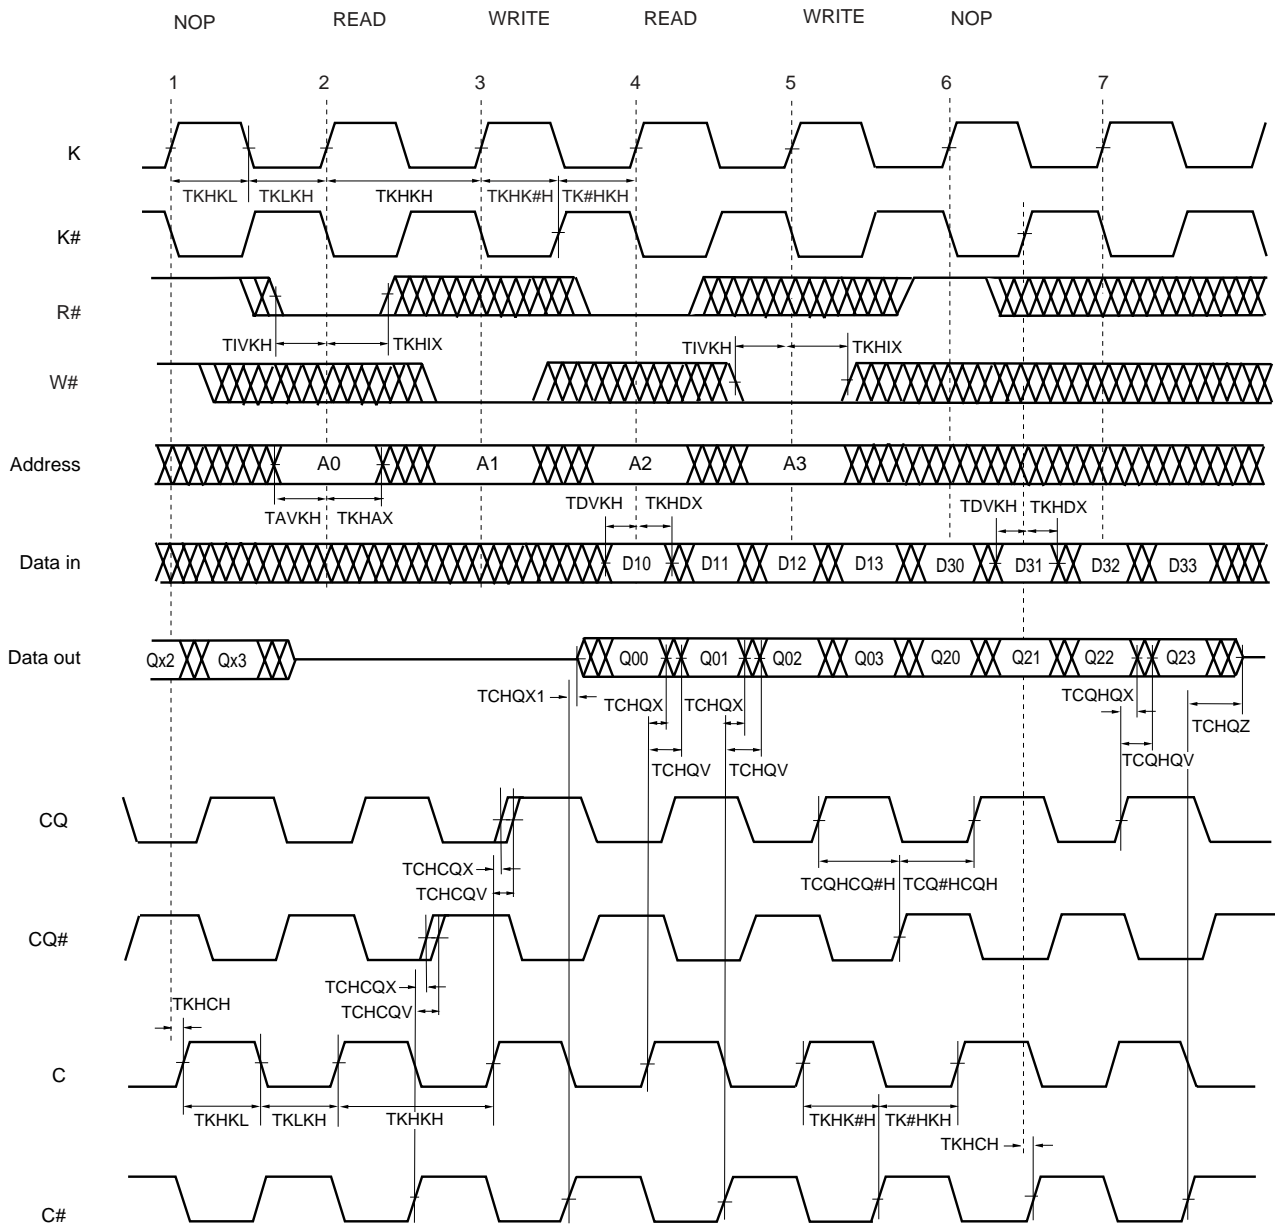 NOP READ WRITE READ WRITE NOP
1 2 3 4 5 6 7
K
TKHKL TKLKH TKHKH TKHK#H TK#HKH
K#
R#
TIVKH TKHIX TIVKH TKHIX
W#
Address A0 A1 A2 A3
TAVKH TKHAX TDVKH TKHDX TDVKH TKHDX
Data in D10 D11 D12 D13 D30 D31 D32 D33
Data out Qx2 Qx3 Q00 Q01 Q02 Q03 Q20 Q21 Q22 Q23
TCHQX1 TCHQX TCHQX TCQHQX TCHQZ
TCHQV TCHQV TCQHQV
CQ
TCHCQX TCQHCQ#H TCQ#HCQH
TCHCQV
CQ#
TCHCQX
TKHCH TCHCQV
C
TKHKL TKLKH TKHKH TKHK#H TK#HKH
TKHCH
C#